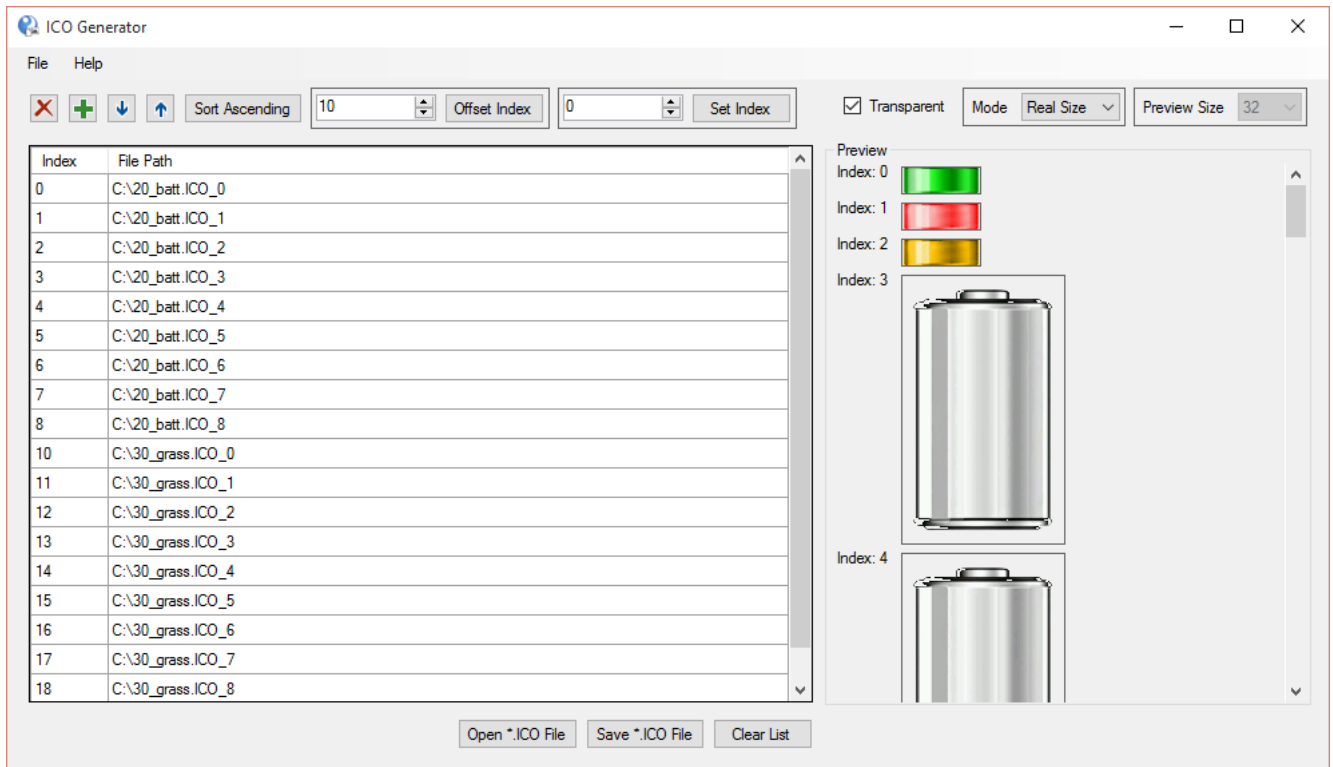 ICO Generator
File Help
Sort Ascending 10 Offset Index 0 Set Index Transparent Mode Real Size Preview Size 32
Index File Path
0 C:\20_batt.ICO_0
1 C:\20_batt.ICO_1
2 C:\20_batt.ICO_2
3 C:\20_batt.ICO_3
4 C:\20_batt.ICO_4
5 C:\20_batt.ICO_5
6 C:\20_batt.ICO_6
7 C:\20_batt.ICO_7
8 C:\20_batt.ICO_8
10 C:\30_grass.ICO_0
11 C:\30_grass.ICO_1
12 C:\30_grass.ICO_2
13 C:\30_grass.ICO_3
14 C:\30_grass.ICO_4
15 C:\30_grass.ICO_5
16 C:\30_grass.ICO_6
17 C:\30_grass.ICO_7
18 C:\30_grass.ICO_8
Preview
Index: 0
Index: 1
Index: 2
Index: 3
Index: 4
Open *.ICO File Save *.ICO File Clear List